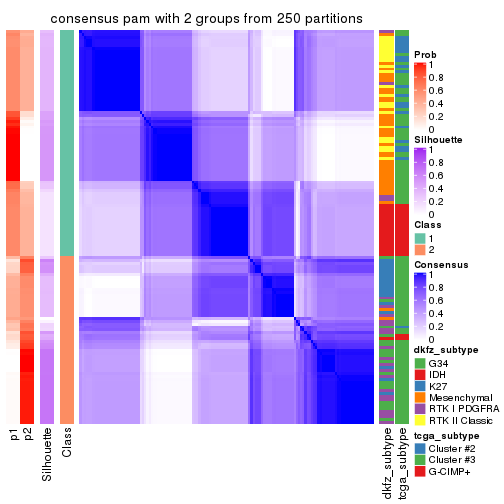 consensus pam with 2 groups from 250 partitions
Prob
1
0.8
0.6
0.4
0.2
0
Silhouette
1
0.8
0.6
0.4
0.2
0
Class
1
2
Consensus
1
0.8
0.6
0.4
0.2
0
dkfz_subtype
G34
IDH
K27
Mesenchymal
RTK I PDGFRA
RTK II Classic
tcga_subtype
Cluster #2
Cluster #3
G-CIMP+
p1
p2
Silhouette
Class
dkfz_subtype
tcga_subtype